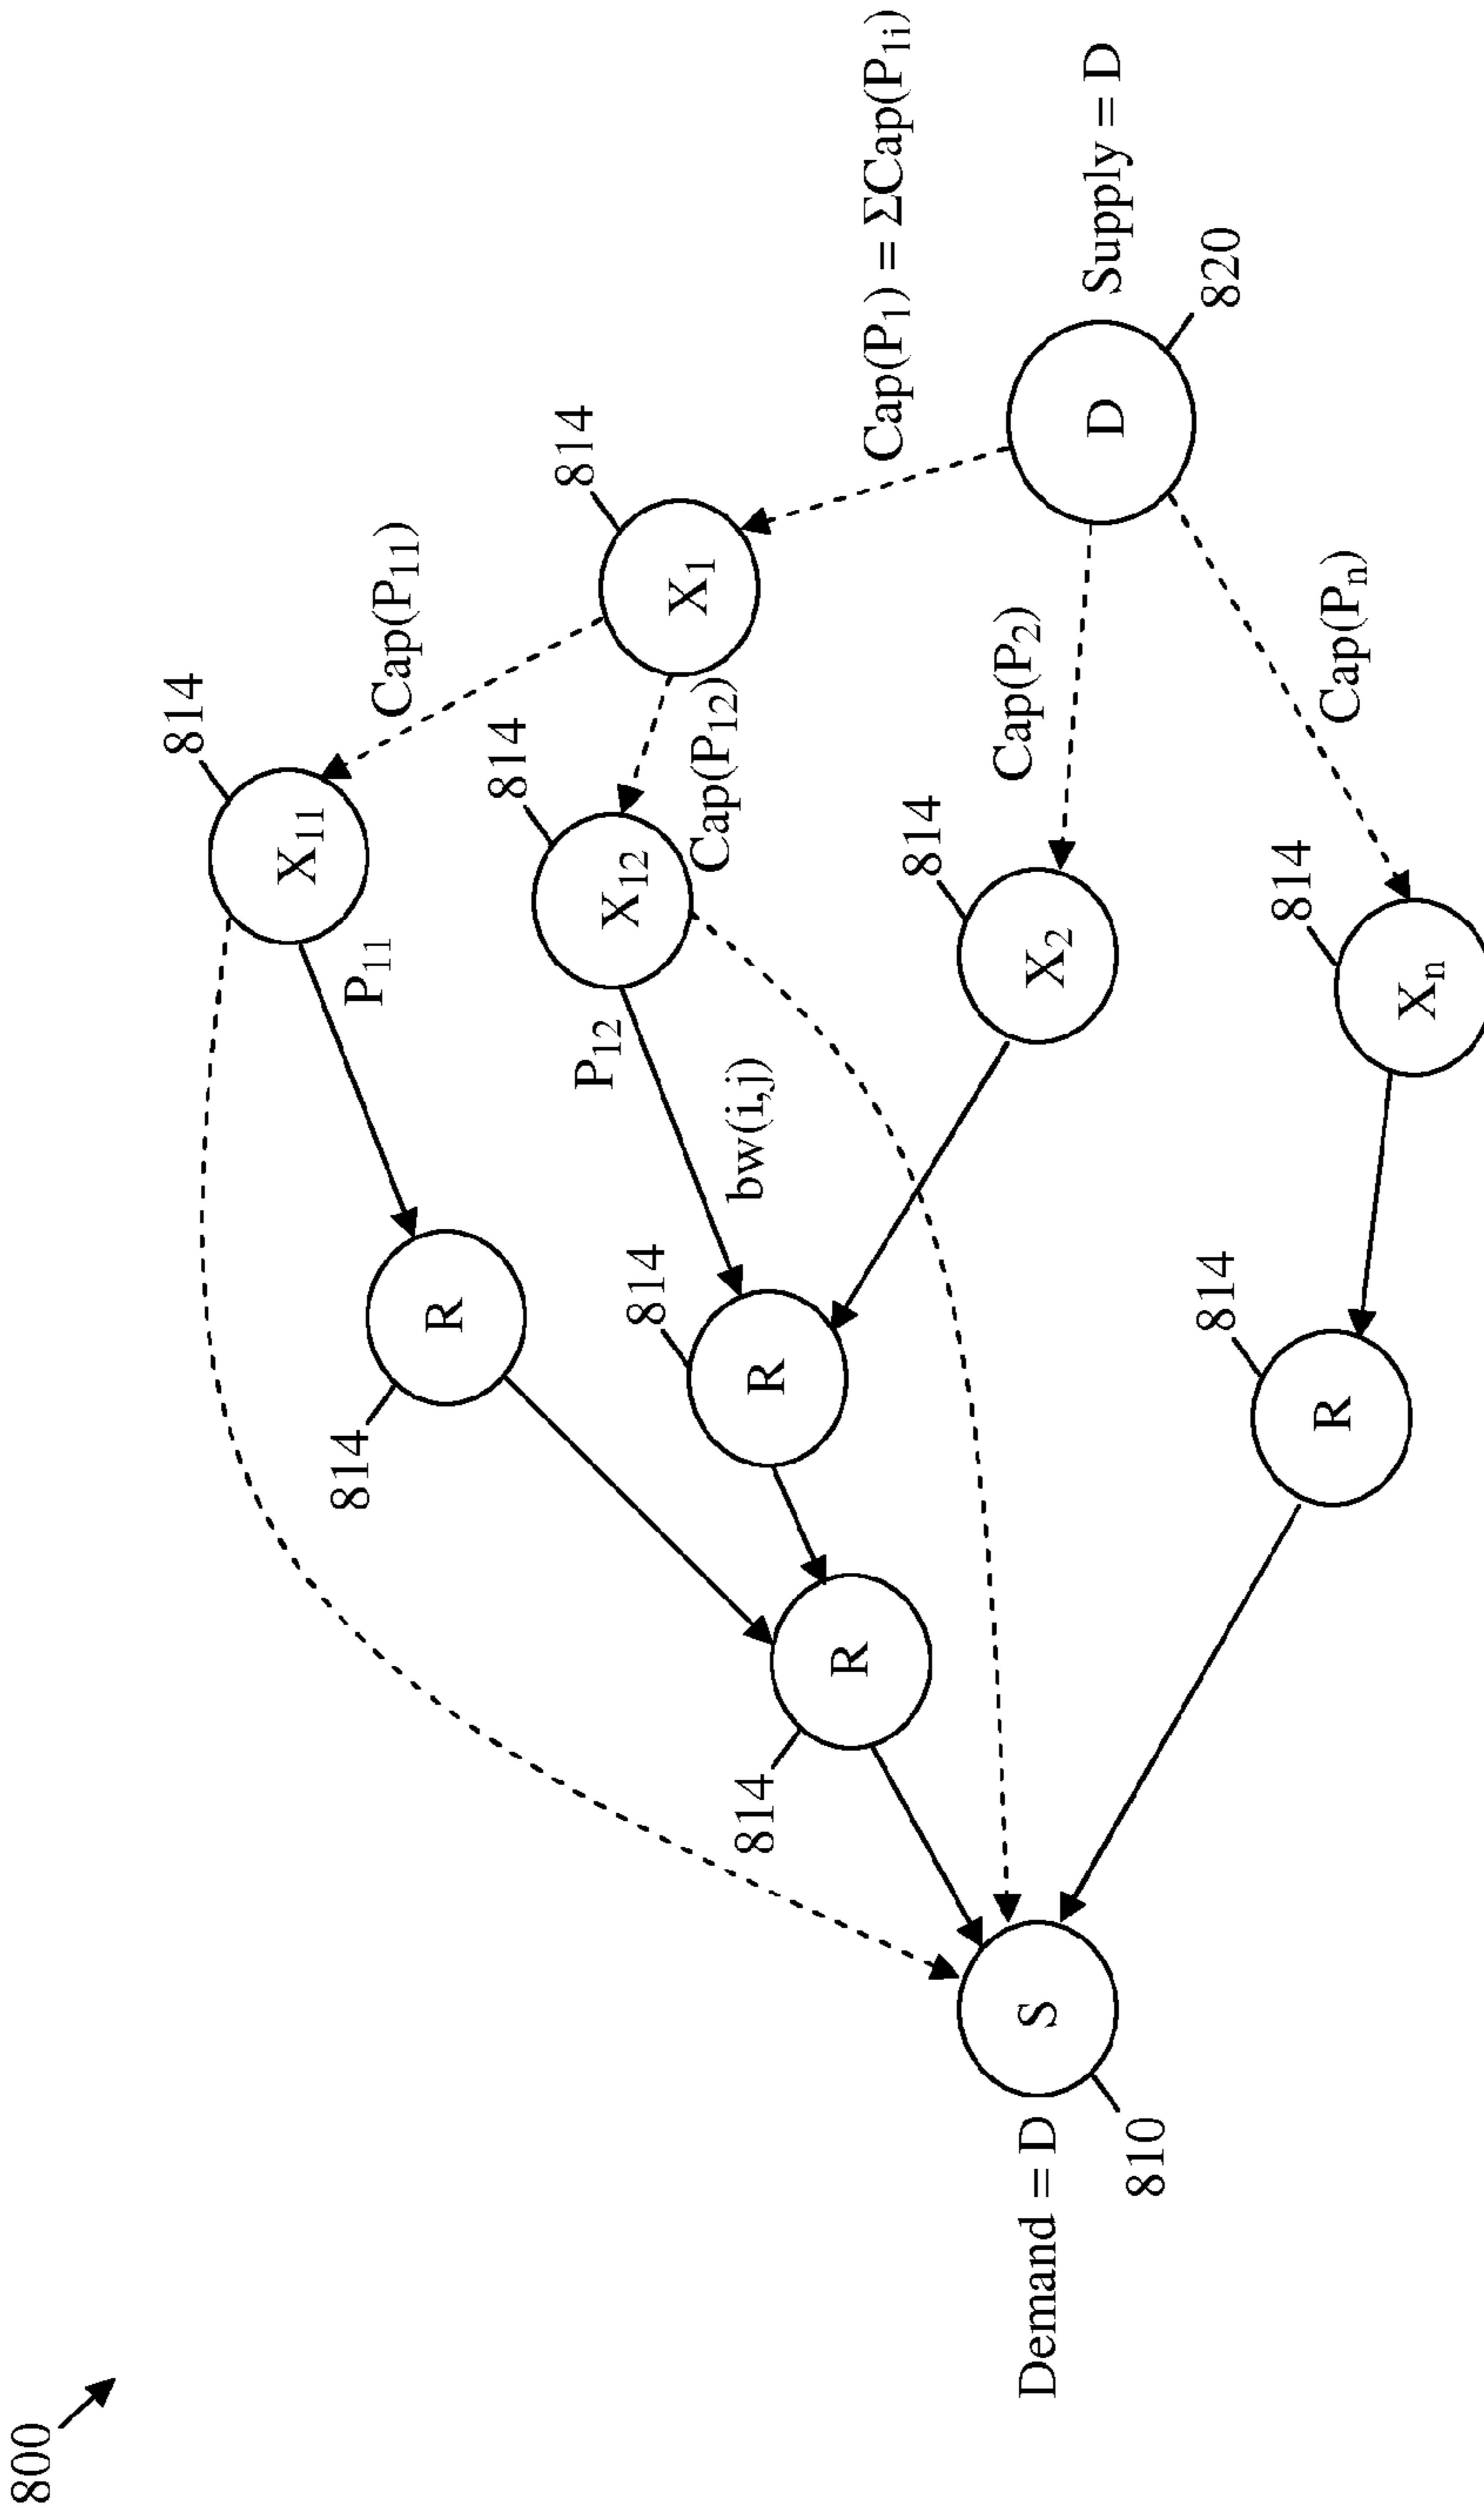 800
814
X₁₁
Cap(P₁₁)
P₁₁
814
R
814
X₁
814
X₁₂
Cap(P₁₂)
P₁₂
bw(i,j)
814
R
814
R
Cap(P₁) = ΣCap(P₁ᵢ)
D
Supply = D
820
Cap(P₂)
814
X₂
Demand = D
S
810
Cap(Pₙ)
814
Xₙ
814
R
814